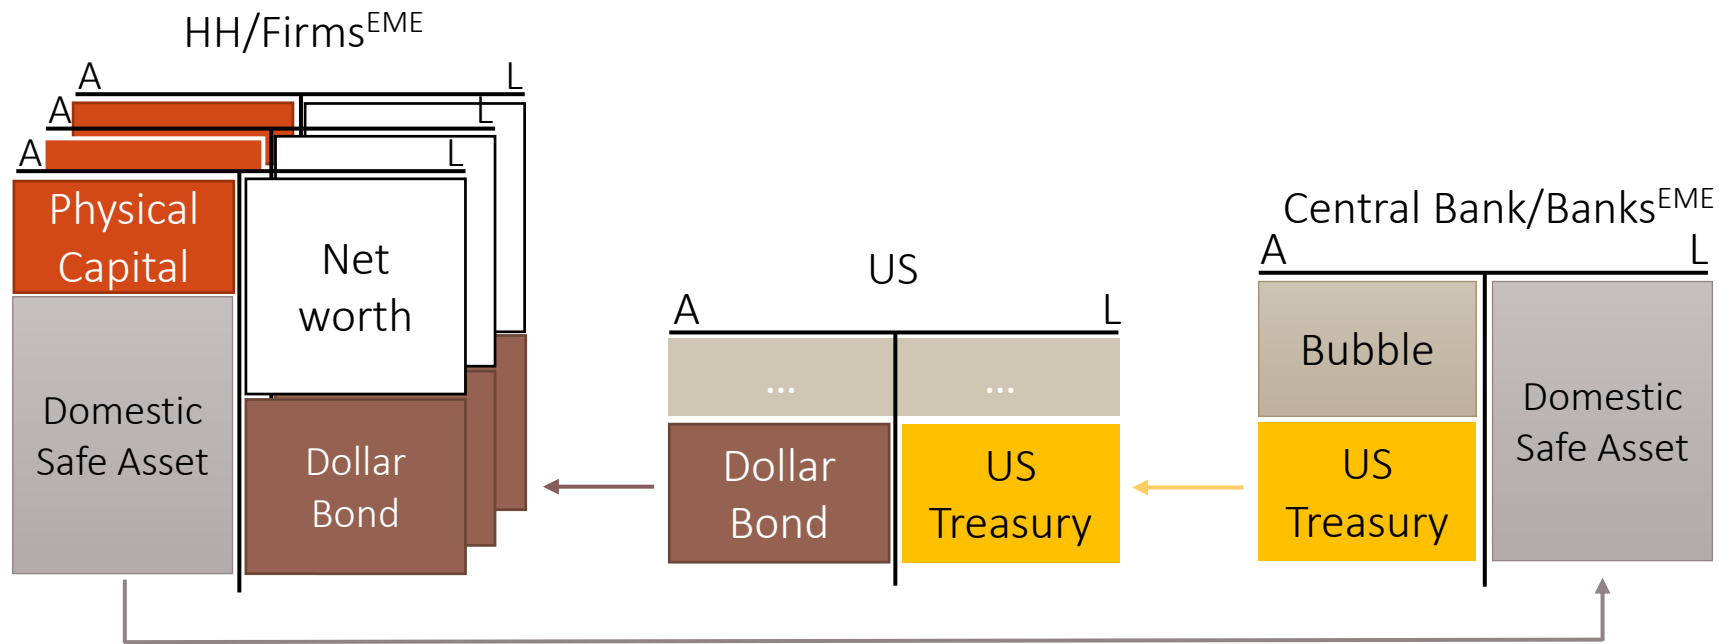 HH/Firms^EME
A L
A L
A L
Physical
Capital
Net
worth
Domestic
Safe Asset
Dollar
Bond
US
A L
... ...
Dollar
Bond
US
Treasury
Central Bank/Banks^EME
A L
Bubble
US
Treasury
Domestic
Safe Asset